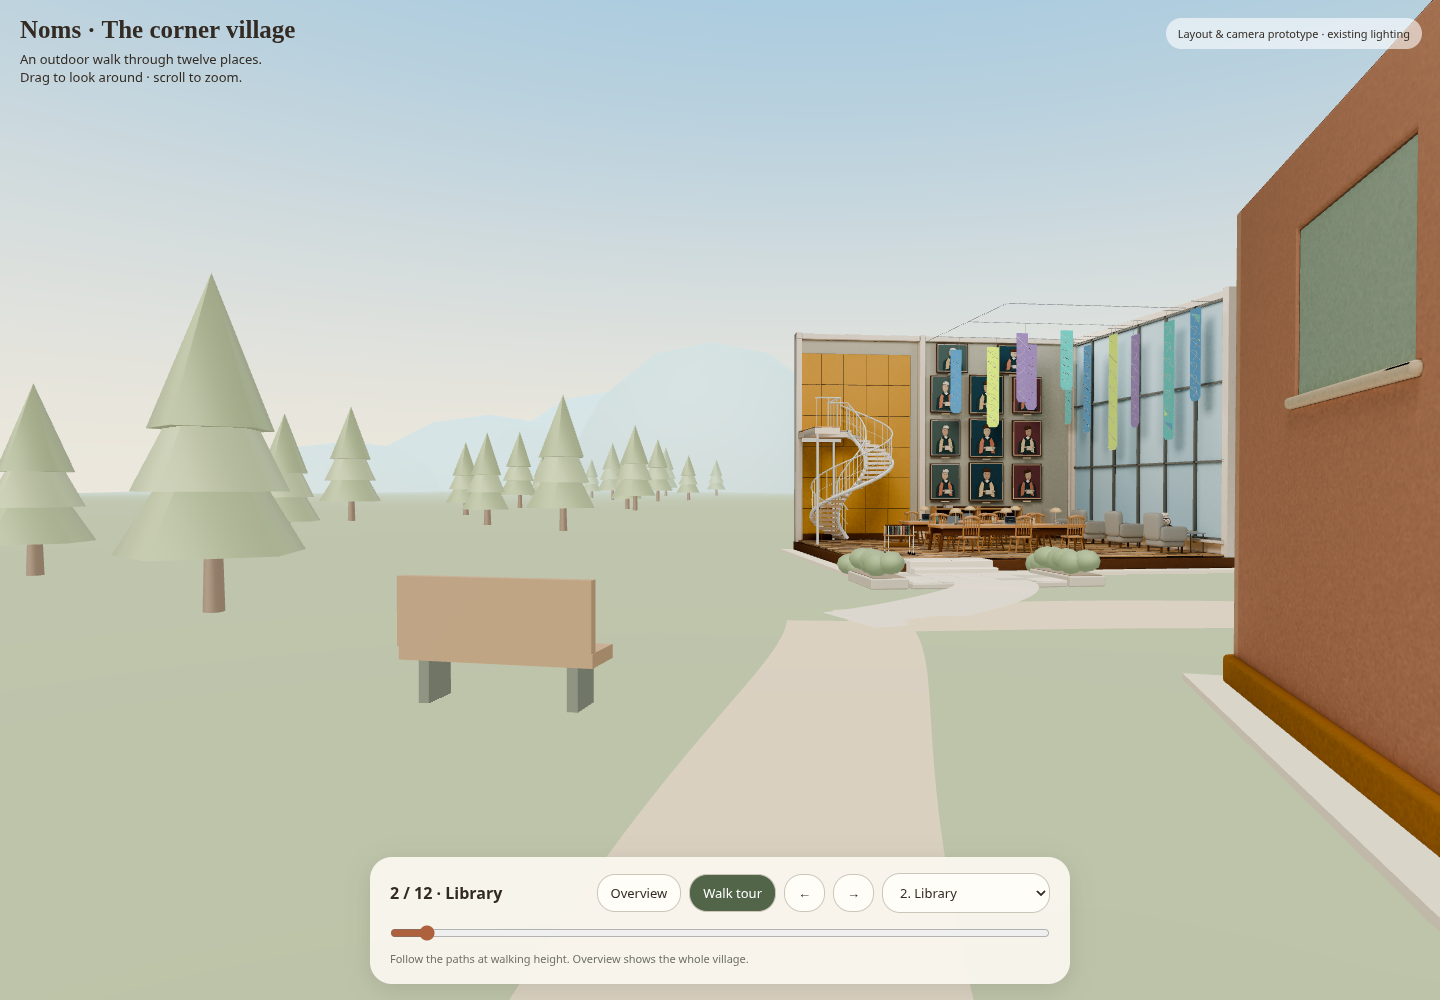 Noms · The corner village
An outdoor walk through twelve places.
Drag to look around · scroll to zoom.
Layout & camera prototype · existing lighting
2 / 12 · Library
Overview
Walk tour
←
→
2. Library
Follow the paths at walking height. Overview shows the whole village.